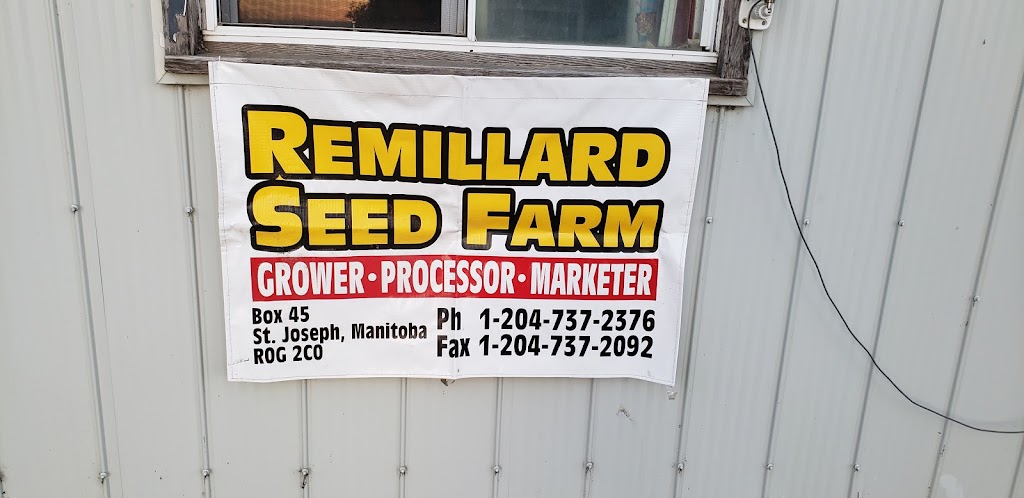 REMILLARD
SEED FARM
GROWER · PROCESSOR · MARKETER
Box 45
St. Joseph, Manitoba
R0G 2C0
Ph 1-204-737-2376
Fax 1-204-737-2092